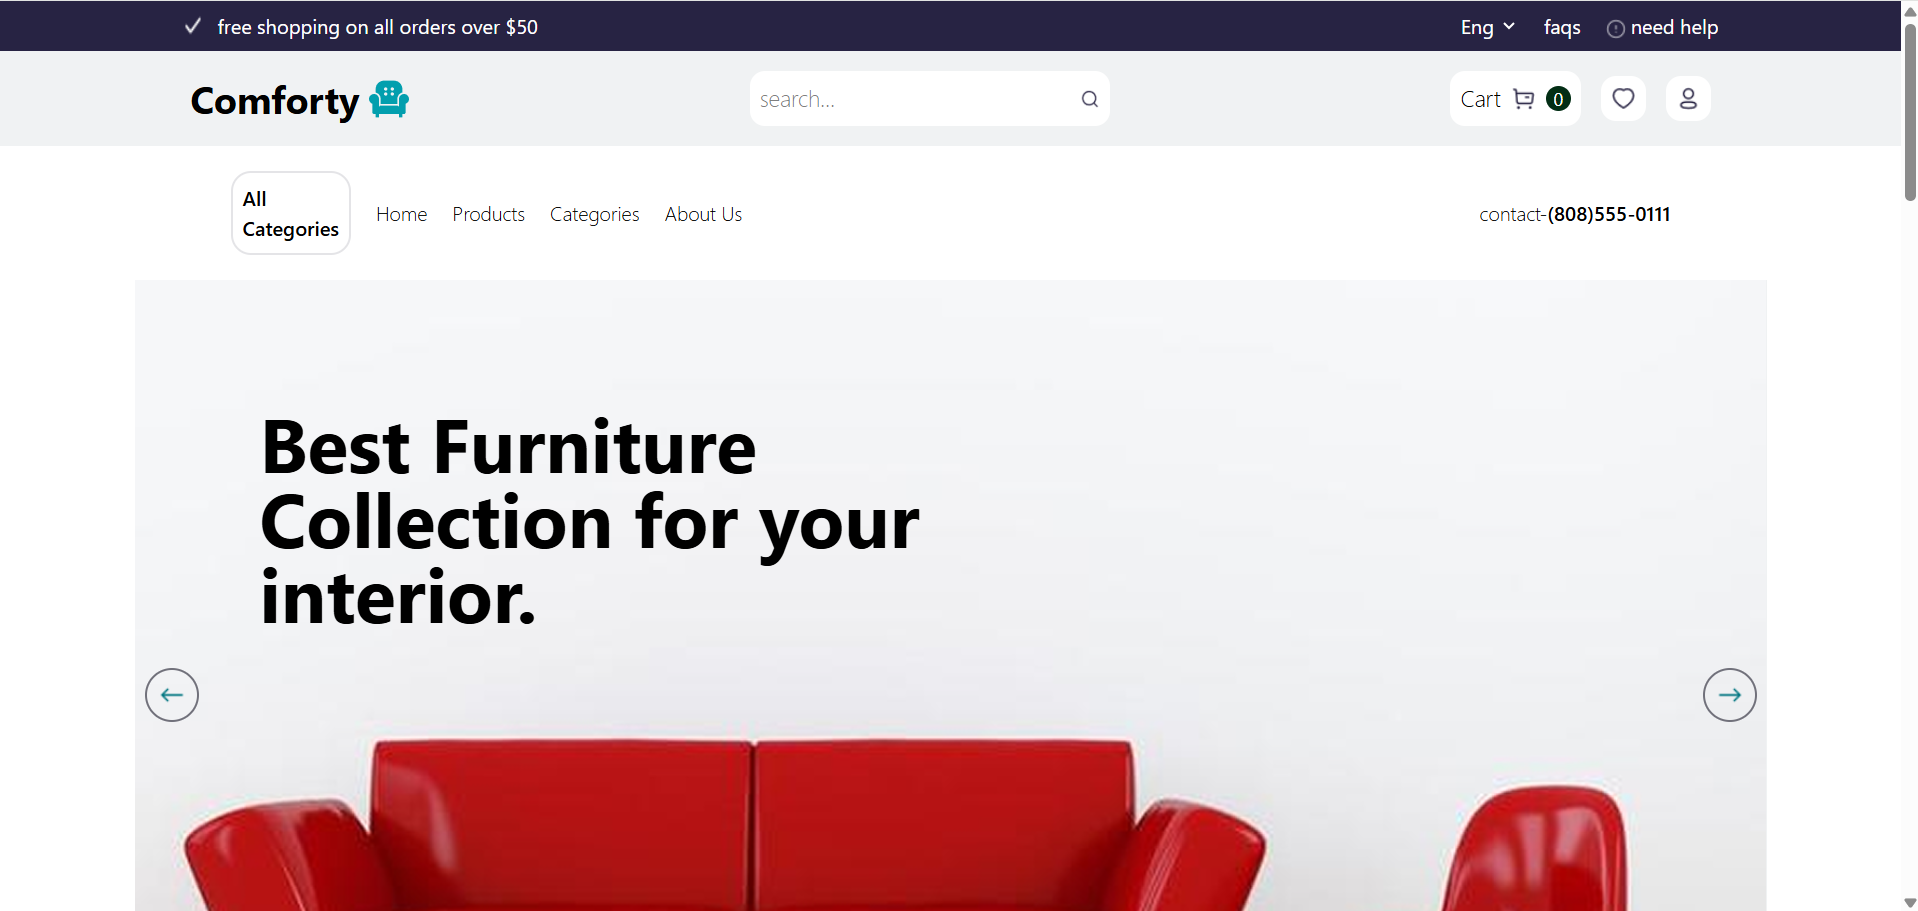 free shopping on all orders over $50
Eng
faqs
need help
Comforty
search...
Cart
0
All
Categories
Home
Products
Categories
About Us
contact-(808)555-0111
Best Furniture
Collection for your
interior.